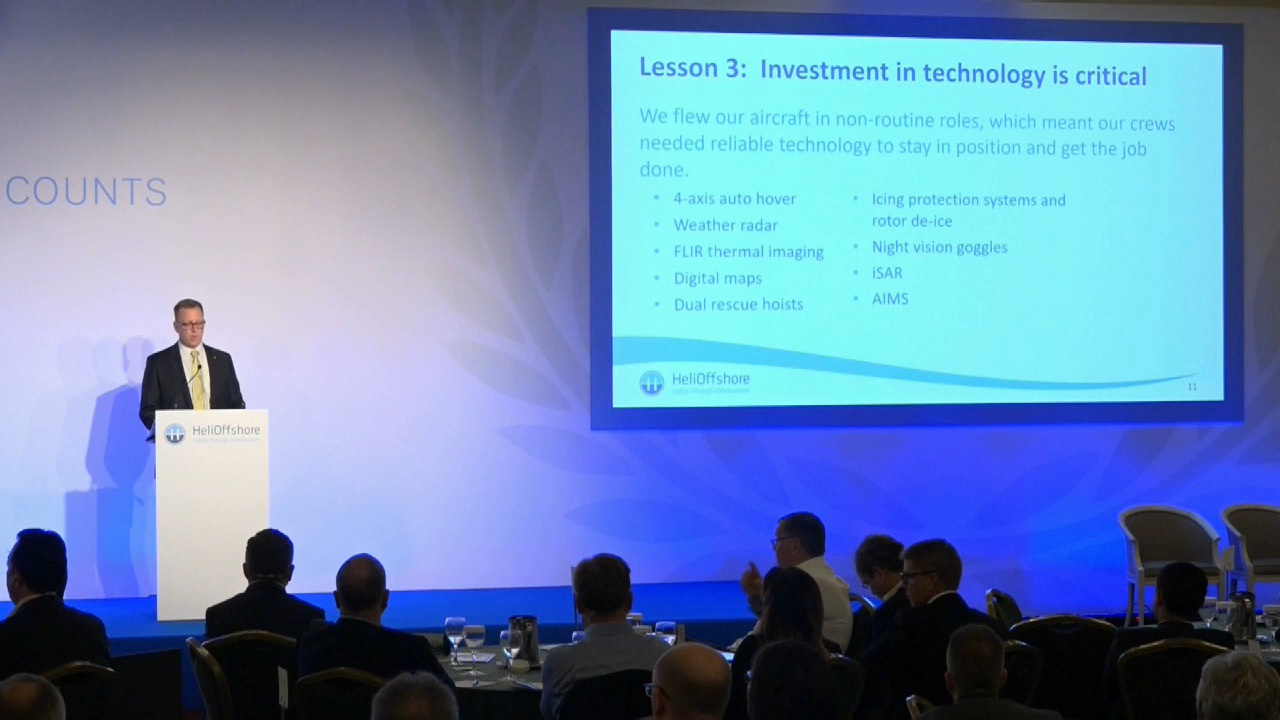 COUNTS
HeliOffshore
Lesson 3: Investment in technology is critical
We flew our aircraft in non-routine roles, which meant our crews
needed reliable technology to stay in position and get the job
done.
• 4-axis auto hover
• Weather radar
• FLIR thermal imaging
• Digital maps
• Dual rescue hoists
• Icing protection systems and
rotor de-ice
• Night vision goggles
• iSAR
• AIMS
HeliOffshore
Safety Through Collaboration
11